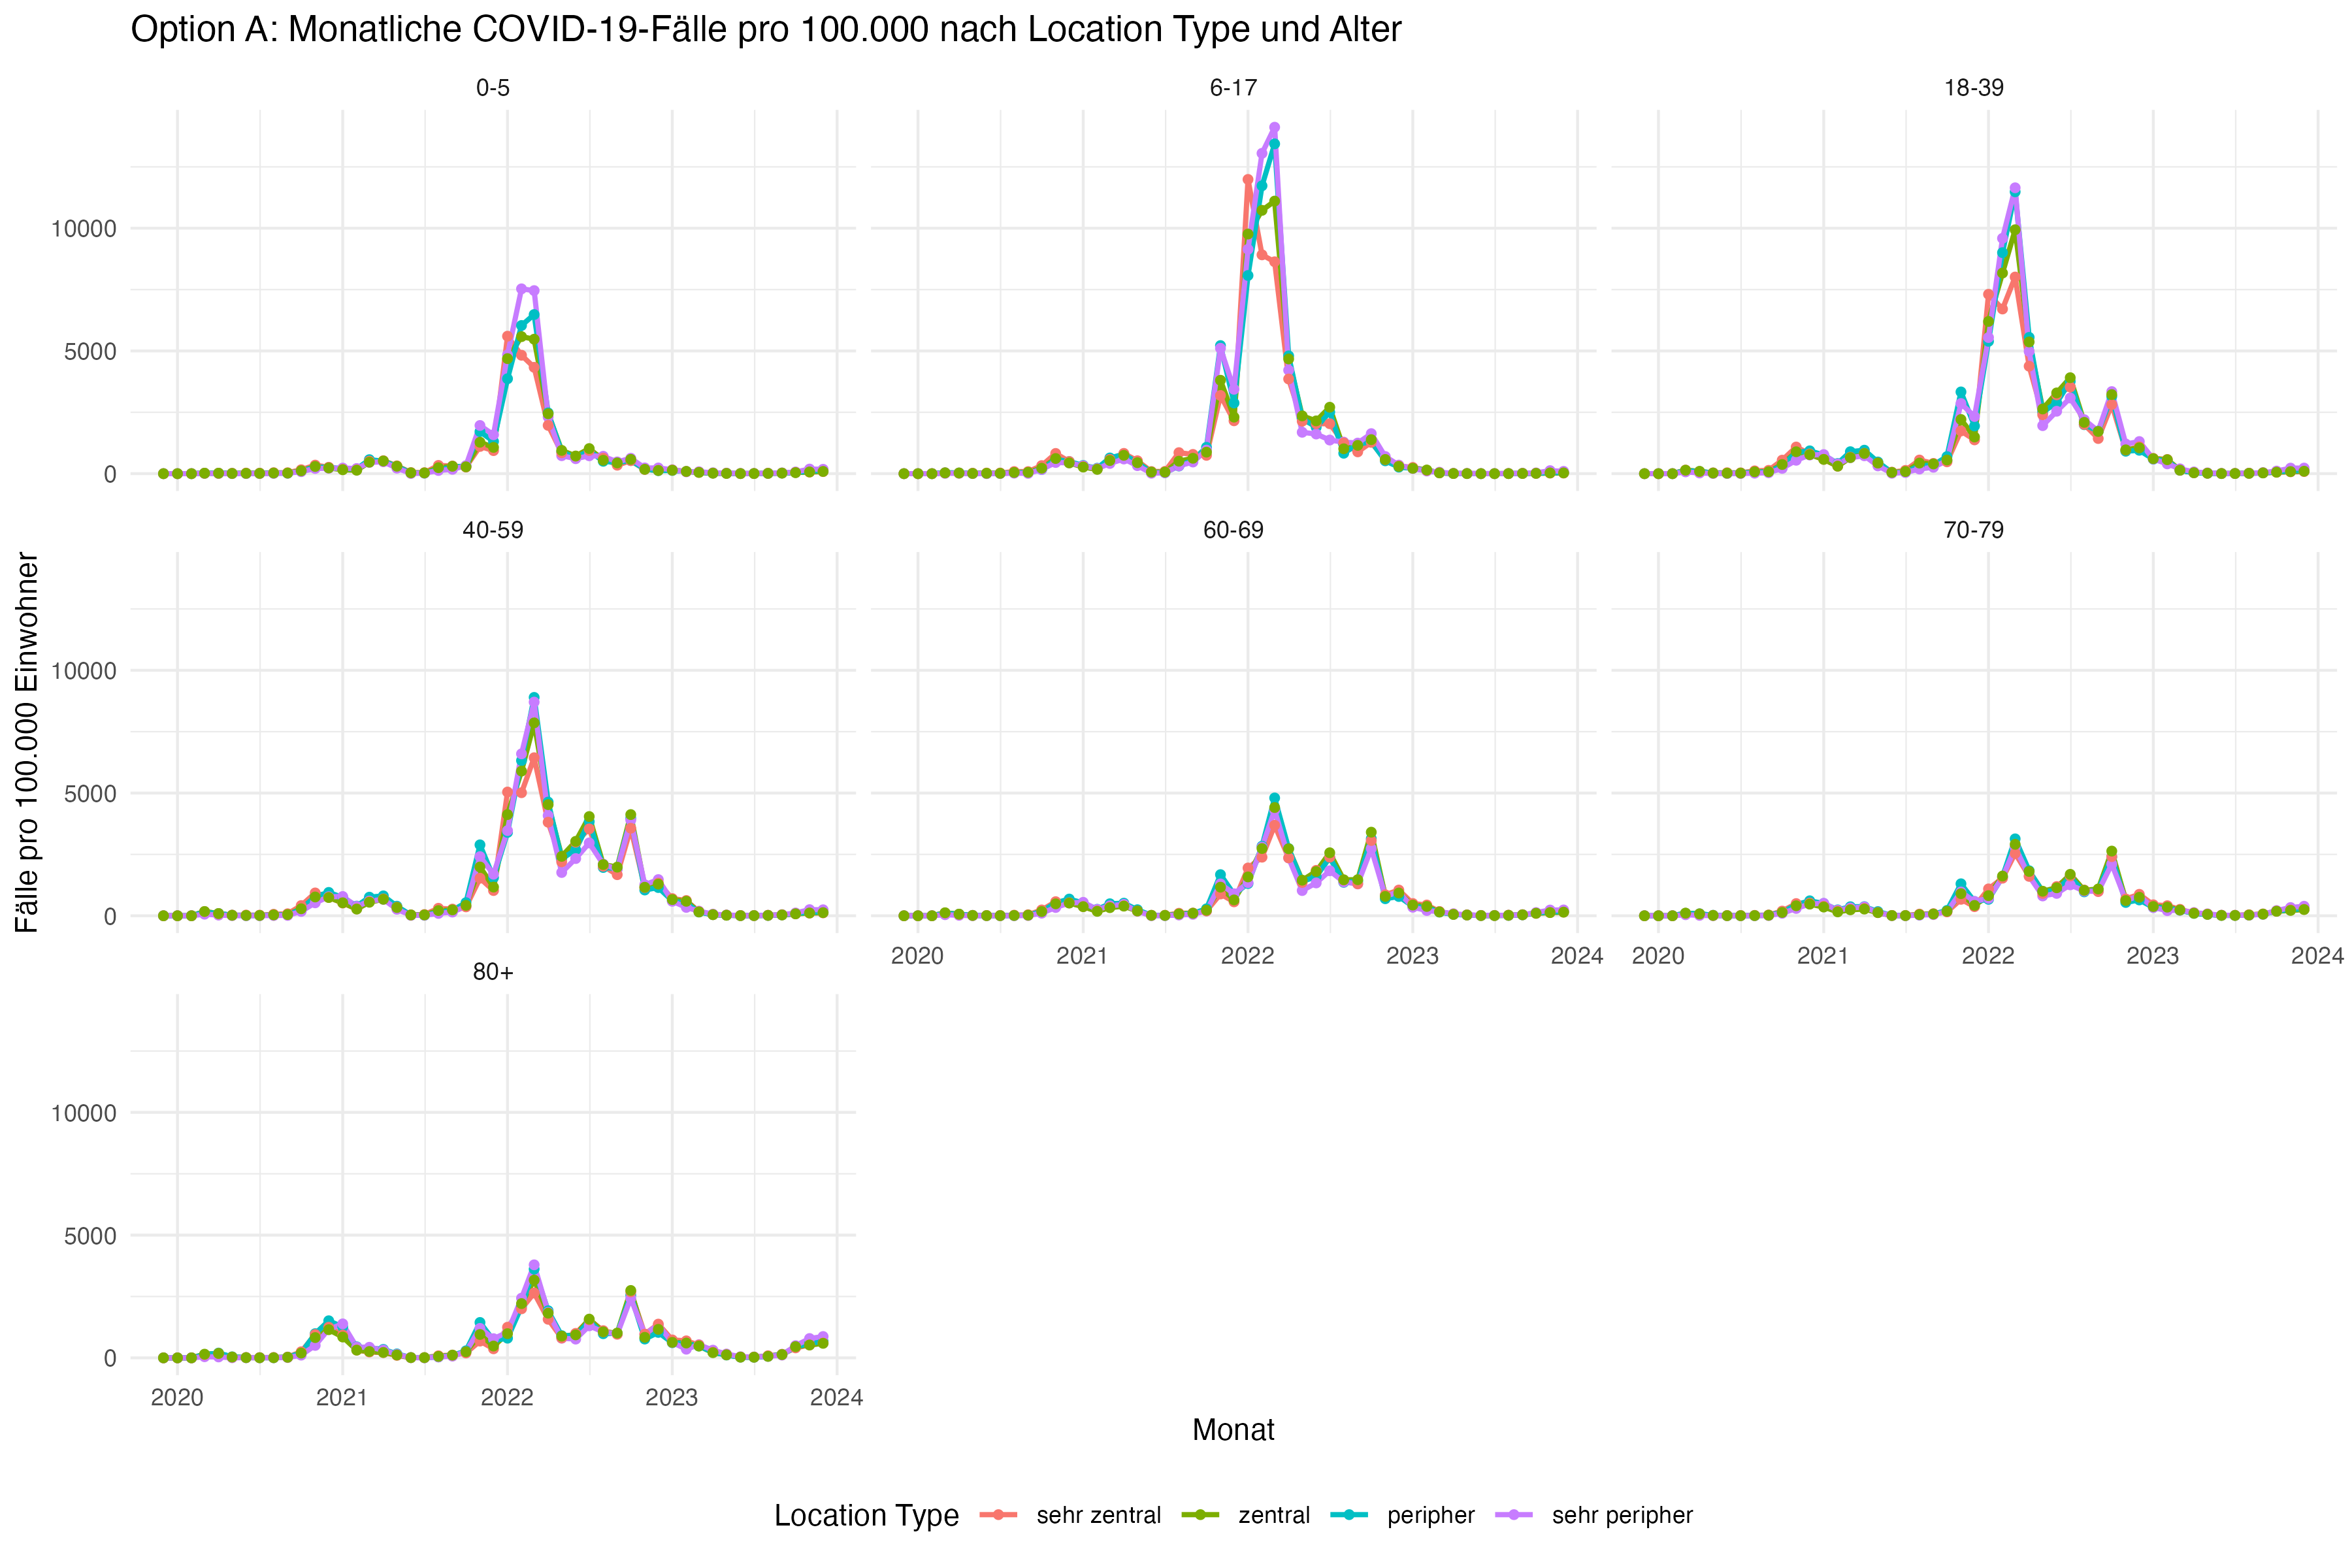 Option A: Monatliche COVID-19-Fälle pro 100.000 nach Location Type und Alter
0-5 6-17 18-39
10000
5000
0
40-59 60-69 70-79
10000
5000
0
2020 2021 2022 2023 2024 2020 2021 2022 2023 2024
80+
10000
5000
0
2020 2021 2022 2023 2024
Fälle pro 100.000 Einwohner
Monat
Location Type sehr zentral zentral peripher sehr peripher